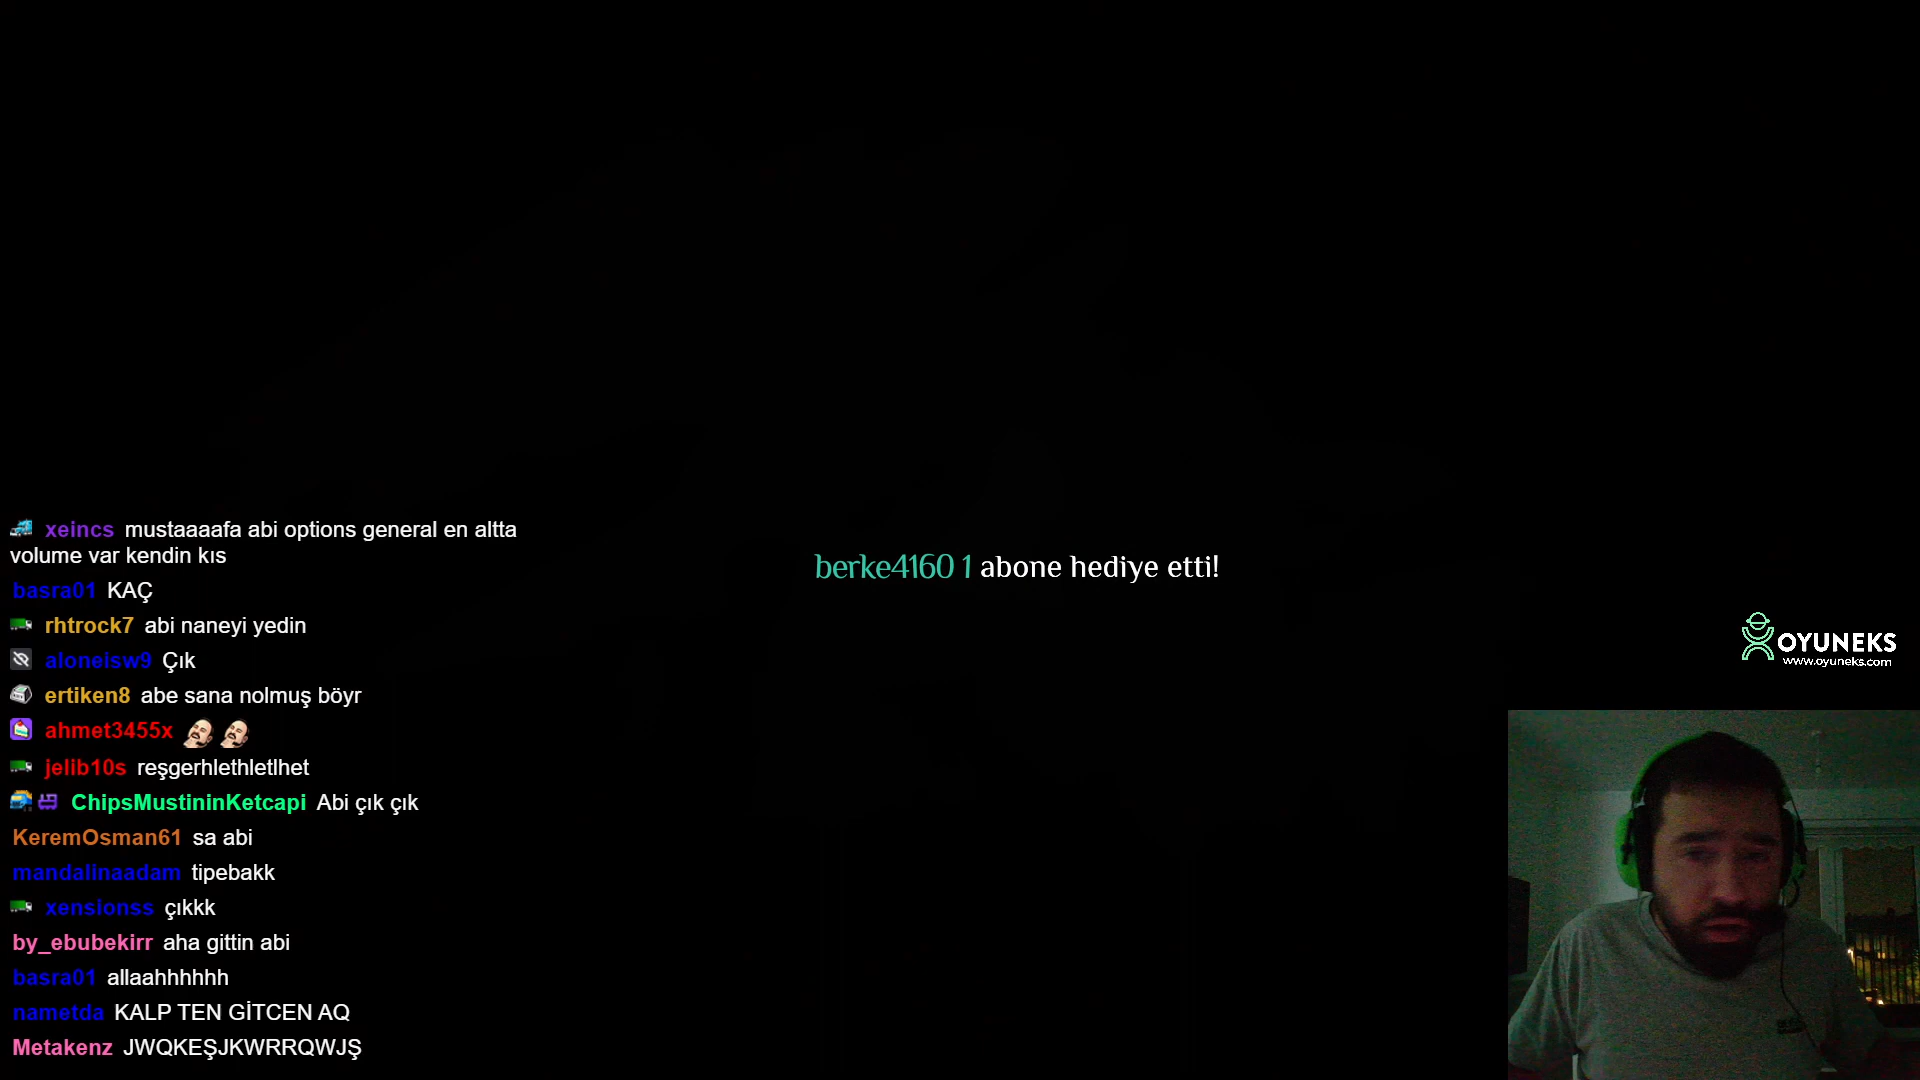 xeincs mustaaaafa abi options general en altta
volume var kendin kıs
basra01 KAÇ
rhtrock7 abi naneyi yedin
aloneisw9 Çık
ertiken8 abe sana nolmuş böyr
ahmet3455x
jelib10s reşgerhlethletlhet
ChipsMustininKetcapi Abi çık çık
KeremOsman61 sa abi
mandalinaadam tipebakk
xensionss çıkkk
by_ebubekirr aha gittin abi
basra01 allaahhhhhh
nametda KALP TEN GİTCEN AQ
Metakenz JWQKEŞJKWRRQWJŞ
berke4160 1 abone hediye etti!
OYUNEKS
www.oyuneks.com